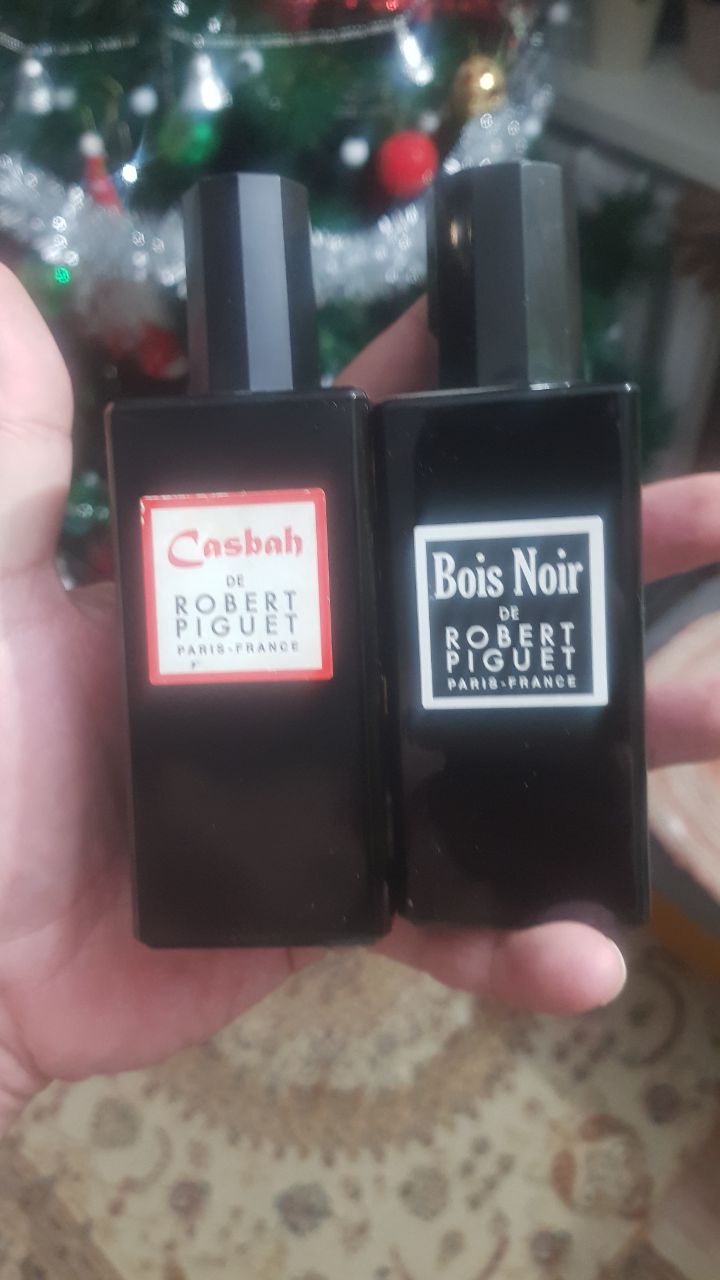 Casbah
DE
ROBERT
PIGUET
PARIS-FRANCE
Bois Noir
DE
ROBERT
PIGUET
PARIS-FRANCE